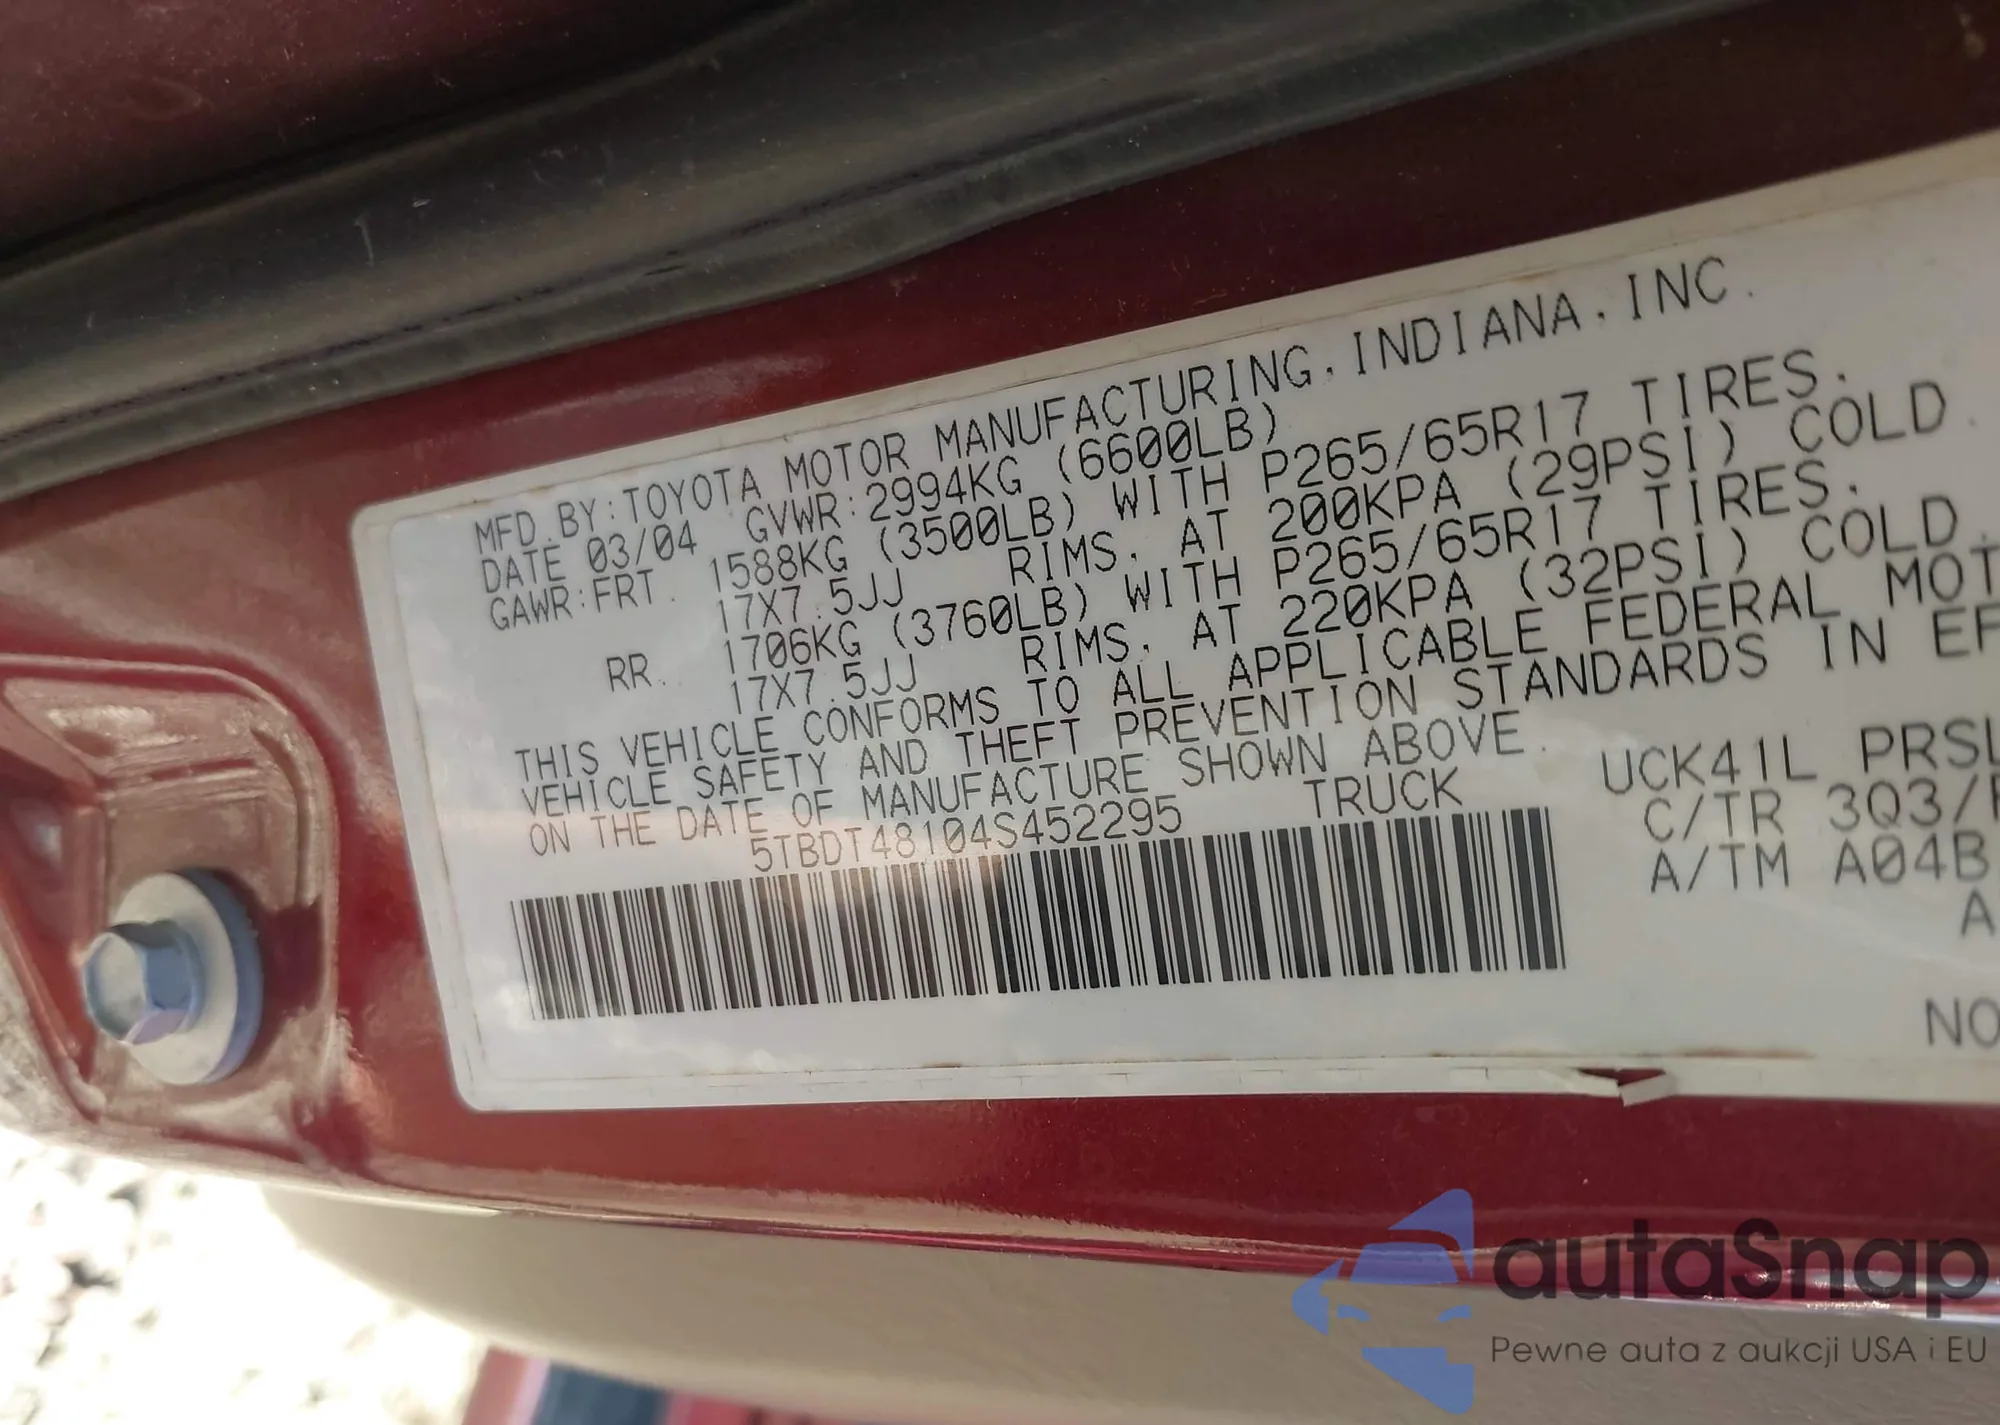 MFD.BY:TOYOTA MOTOR MANUFACTURING,INDIANA,INC.
DATE 03/04 GVWR:2994KG (6600LB)
GAWR:FRT. 1588KG (3500LB) WITH P265/65R17 TIRES.
17X7.5JJ RIMS, AT 200KPA (29PSI) COLD.
RR. 1706KG (3760LB) WITH P265/65R17 TIRES.
17X7.5JJ RIMS, AT 220KPA (32PSI) COLD.
THIS VEHICLE CONFORMS TO ALL APPLICABLE FEDERAL MOT
VEHICLE SAFETY AND THEFT PREVENTION STANDARDS IN EF
ON THE DATE OF MANUFACTURE SHOWN ABOVE.
5TBDT48104S452295 TRUCK
UCK41L PRSL
C/TR 3Q3/
A/TM A04B
A
NO
autaSnap
Pewne auta z aukcji USA i EU